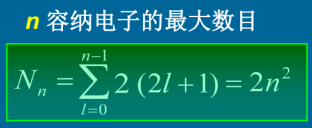 n 容纳电子的最大数目
N_n = \sum_{l=0}^{n-1} 2 (2l+1) = 2n^2